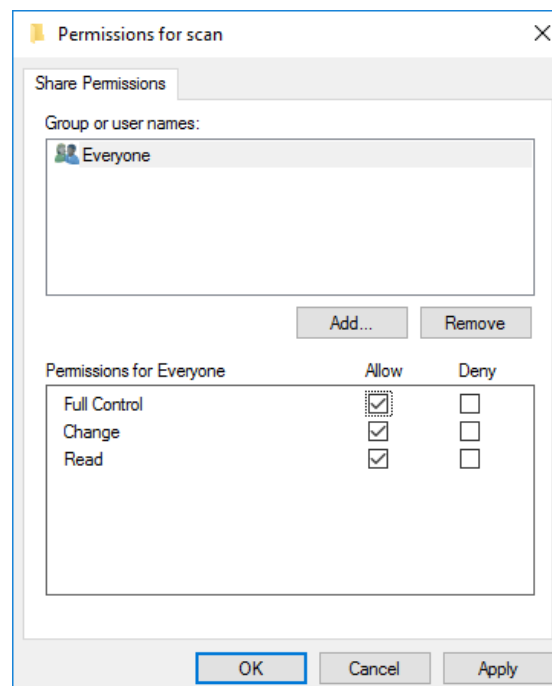 Permissions for scan
Share Permissions
Group or user names:
Everyone
Add... Remove
Permissions for Everyone Allow Deny
Full Control
Change
Read
OK Cancel Apply